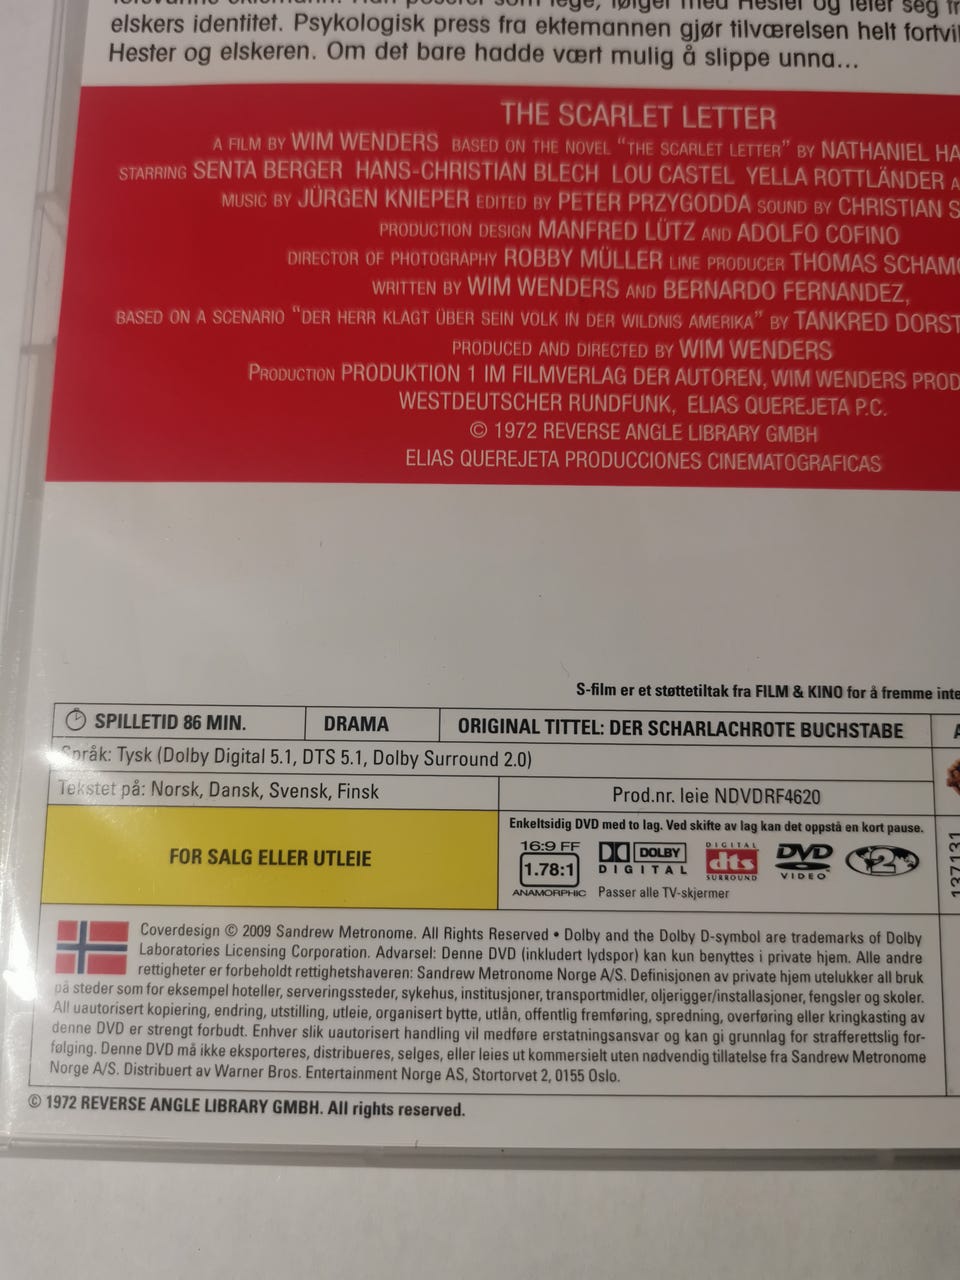 elskers identitet. Psykologisk press fra ektemannen gjør tilværelsen helt
Hester og elskeren. Om det bare hadde vært mulig å slippe unna...
THE SCARLET LETTER
A FILM BY WIM WENDERS BASED ON THE NOVEL "THE SCARLET LETTER" BY NATHANIEL
STARRING SENTA BERGER HANS-CHRISTIAN BLECH LOU CASTEL YELLA ROTTLÄNDER
MUSIC BY JÜRGEN KNIEPER EDITED BY PETER PRZYGODDA SOUND BY CHRISTIAN
PRODUCTION DESIGN MANFRED LÜTZ AND ADOLFO COFINO
DIRECTOR OF PHOTOGRAPHY ROBBY MÜLLER LINE PRODUCER THOMAS
WRITTEN BY WIM WENDERS AND BERNARDO FERNANDEZ,
BASED ON A SCENARIO "DER HERR KLAGT ÜBER SEIN VOLK IN DER WILDNIS AMERIKA" BY TANKRED DORST
PRODUCED AND DIRECTED BY WIM WENDERS
PRODUCTION PRODUKTION 1 IM FILMVERLAG DER AUTOREN, WIM WENDERS
WESTDEUTSCHER RUNDFUNK, ELIAS QUEREJETA P.C.
© 1972 REVERSE ANGLE LIBRARY GMBH
ELIAS QUEREJETA PRODUCCIONES CINEMATOGRAFICAS
S-film er et støttetiltak fra FILM & KINO for å fremme
SPILLETID 86 MIN. DRAMA ORIGINAL TITTEL: DER SCHARLACHROTE BUCHSTABE
Språk: Tysk (Dolby Digital 5.1, DTS 5.1, Dolby Surround 2.0)
Tekstet på: Norsk, Dansk, Svensk, Finsk
Prod.nr. leie NDVDRF4620
FOR SALG ELLER UTLEIE
Enkeltsidig DVD med to lag. Ved skifte av lag kan det oppstå en kort pause.
16:9 FF
1.78:1
ANAMORPHIC
DOLBY
DIGITAL
DIGITAL
dts
SURROUND
DVD
VIDEO
2
Passer alle TV-skjermer
137131
Coverdesign © 2009 Sandrew Metronome. All Rights Reserved • Dolby and the Dolby D-symbol are trademarks of Dolby
Laboratories Licensing Corporation. Advarsel: Denne DVD (inkludert lydspor) kan kun benyttes i private hjem. Alle andre
rettigheter er forbeholdt rettighetshaveren: Sandrew Metronome Norge A/S. Definisjonen av private hjem utelukker all bruk
på steder som for eksempel hoteller, serveringssteder, sykehus, institusjoner, transportmidler, oljerigger/installasjoner, fengsler og skoler.
All uautorisert kopiering, endring, utstilling, utleie, organisert bytte, utlån, offentlig fremføring, spredning, overføring eller kringkasting av
denne DVD er strengt forbudt. Enhver slik uautorisert handling vil medføre erstatningsansvar og kan gi grunnlag for strafferettslig for-
følging. Denne DVD må ikke eksporteres, distribueres, selges, eller leies ut kommersielt uten nødvendig tillatelse fra Sandrew Metronome
Norge A/S. Distribuert av Warner Bros. Entertainment Norge AS, Stortorvet 2, 0155 Oslo.
© 1972 REVERSE ANGLE LIBRARY GMBH. All rights reserved.